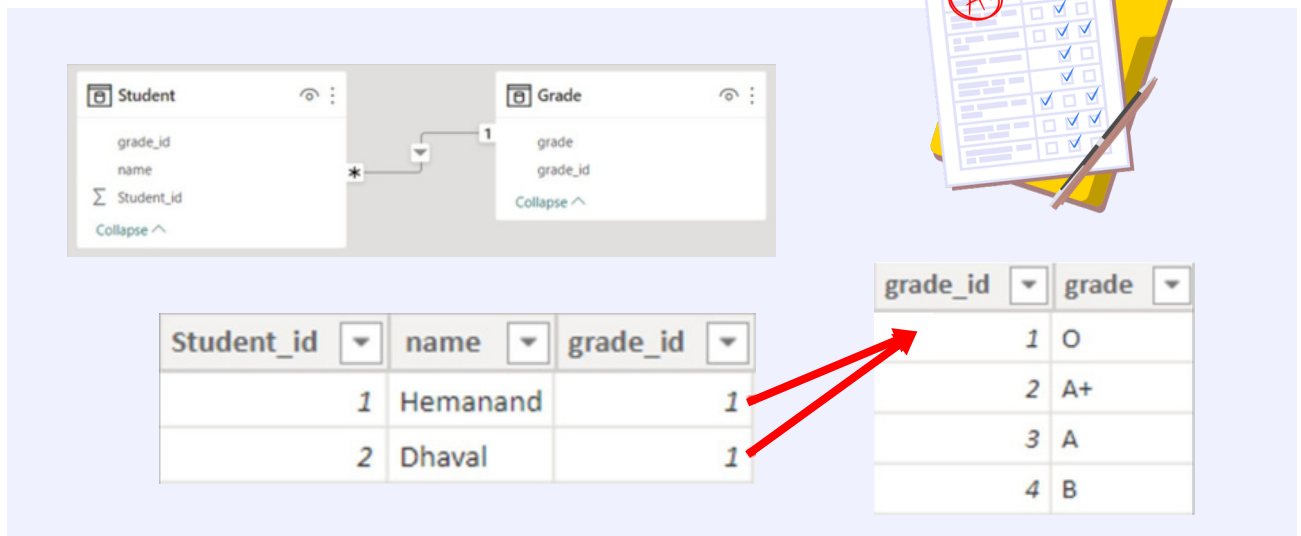 Student
grade_id
name
Σ Student_id
Collapse
*
1
Grade
grade
grade_id
Collapse
Student_id name grade_id
1 Hemanand 1
2 Dhaval 1
grade_id grade
1 O
2 A+
3 A
4 B